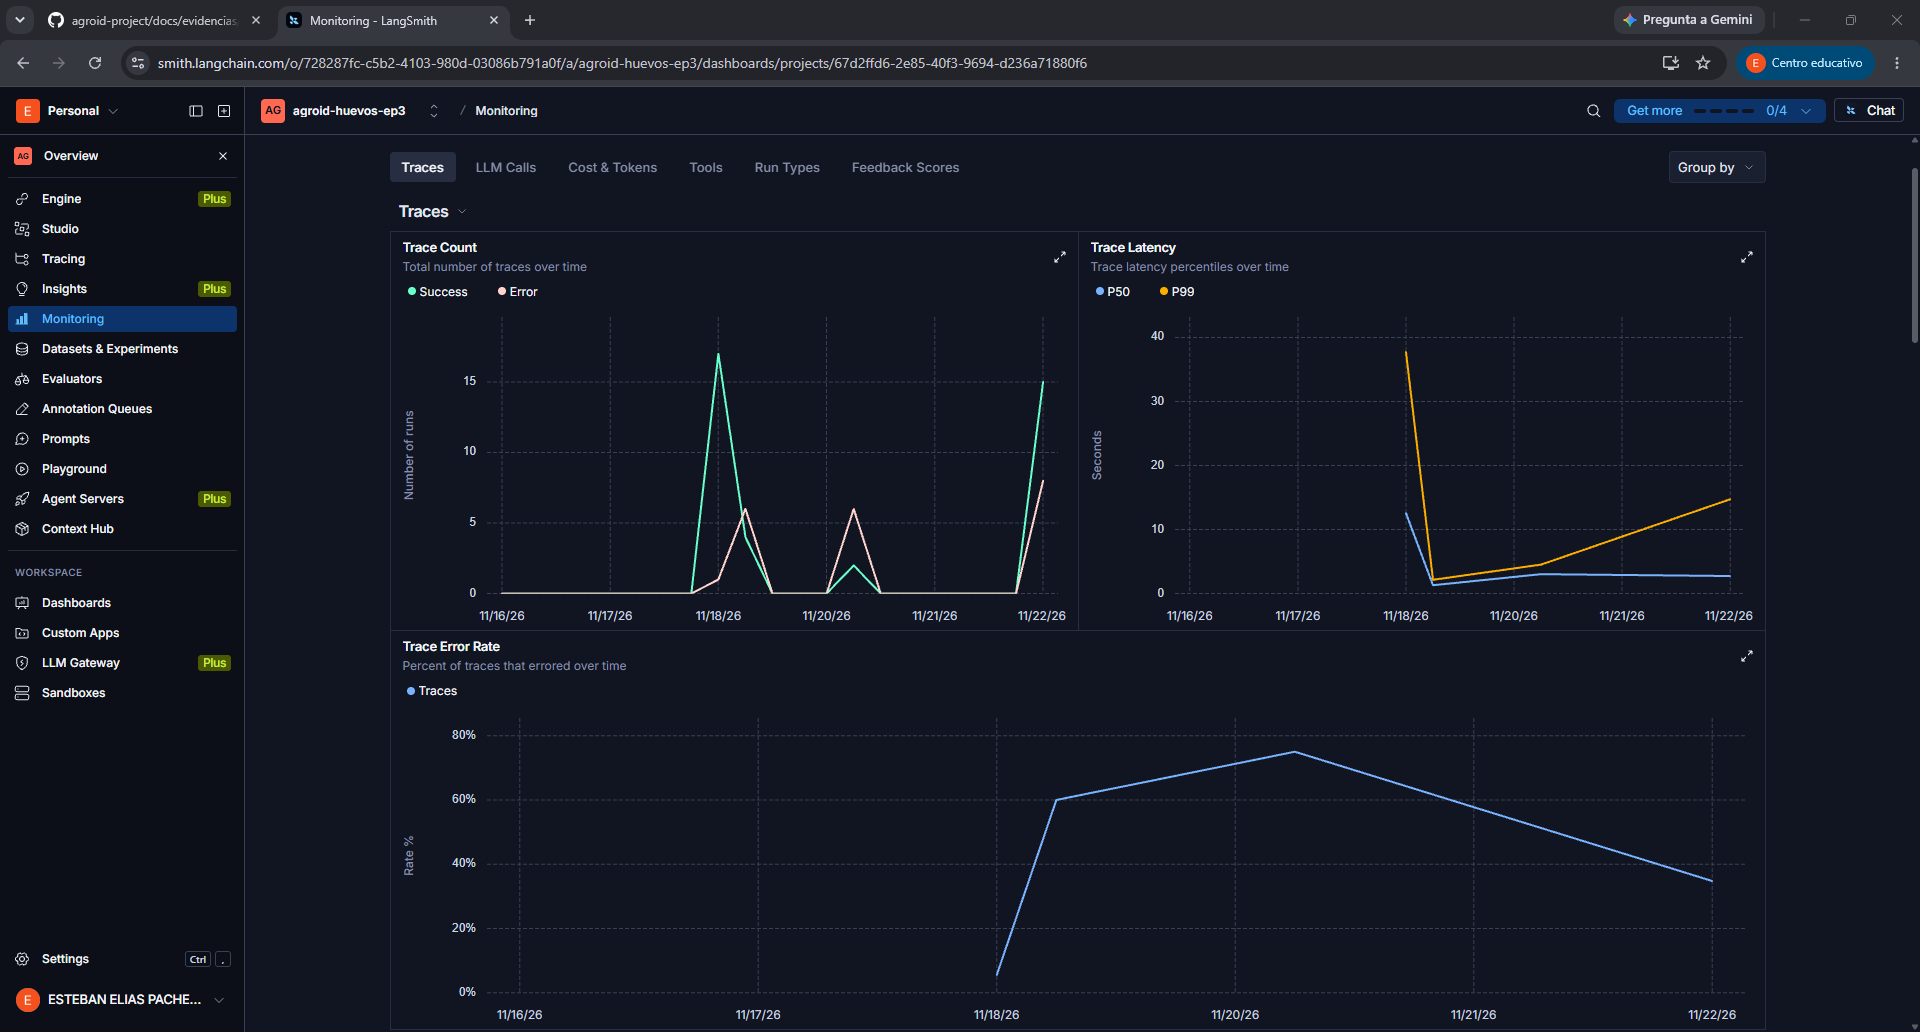 agroid-project/docs/evidencias
Monitoring - LangSmith
Pregunta a Gemini
smith.langchain.com/o/728287fc-c5b2-4103-980d-03086b791a0f/a/agroid-huevos-ep3/dashboards/projects/67d2ffd6-2e85-40f3-9694-d236a71880f6
E Centro educativo
E Personal
AG agroid-huevos-ep3 / Monitoring
Get more 0/4
Chat
AG Overview
Engine Plus
Studio
Tracing
Insights Plus
Monitoring
Datasets & Experiments
Evaluators
Annotation Queues
Prompts
Playground
Agent Servers Plus
Context Hub
WORKSPACE
Dashboards
Custom Apps
LLM Gateway Plus
Sandboxes
Settings Ctrl .
E ESTEBAN ELIAS PACHE...
Traces LLM Calls Cost & Tokens Tools Run Types Feedback Scores
Group by
Traces
Trace Count
Total number of traces over time
Success Error
Number of runs
15
10
5
0
11/16/26 11/17/26 11/18/26 11/20/26 11/21/26 11/22/26
Trace Latency
Trace latency percentiles over time
P50 P99
Seconds
40
30
20
10
0
11/16/26 11/17/26 11/18/26 11/20/26 11/21/26 11/22/26
Trace Error Rate
Percent of traces that errored over time
Traces
Rate %
80%
60%
40%
20%
0%
11/16/26 11/17/26 11/18/26 11/20/26 11/21/26 11/22/26